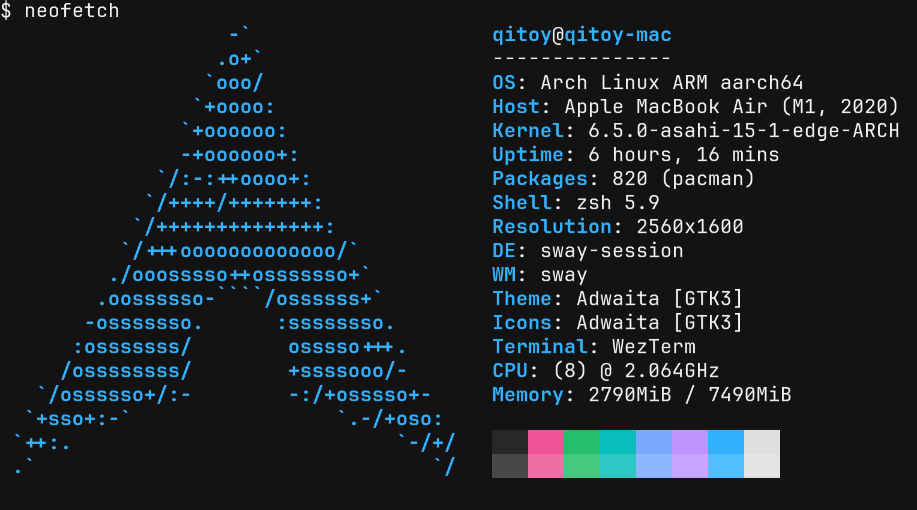 $ neofetch
                   -`
                  .o+`
                 `ooo/
                `+oooo:
               `+oooooo:
               -+oooooo+:
             `/:-:++oooo+:
            `/++++/+++++++:
           `/++++++++++++++:
          `/+++ooooooooooooo/`
         ./ooosssso++osssssso+`
        .oossssso-````/ossssss+`
       -osssssso.      :ssssssso.
      :osssssss/        osssso+++.
     /ossssssss/        +ssssooo/-
   `/ossssso+/:-        -:/+osssso+-
  `+sso+:-`                 `.-/+oso:
 `++:.                           `-/+/
 .`                                 `/
qitoy@qitoy-mac
---------------
OS: Arch Linux ARM aarch64
Host: Apple MacBook Air (M1, 2020)
Kernel: 6.5.0-asahi-15-1-edge-ARCH
Uptime: 6 hours, 16 mins
Packages: 820 (pacman)
Shell: zsh 5.9
Resolution: 2560x1600
DE: sway-session
WM: sway
Theme: Adwaita [GTK3]
Icons: Adwaita [GTK3]
Terminal: WezTerm
CPU: (8) @ 2.064GHz
Memory: 2790MiB / 7490MiB